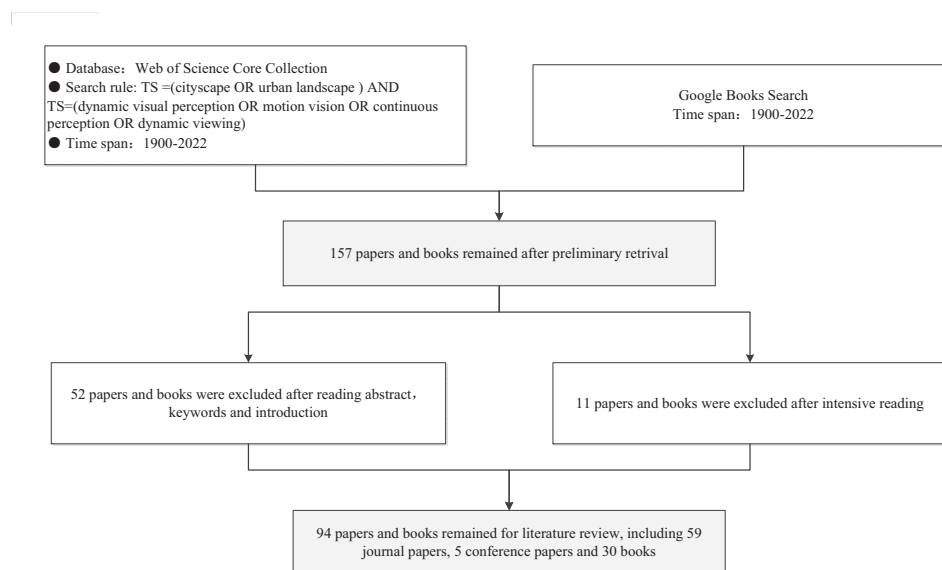 ● Database：Web of Science Core Collection
● Search rule: TS =(cityscape OR urban landscape ) AND
TS=(dynamic visual perception OR motion vision OR continuous
perception OR dynamic viewing)
● Time span：1900-2022
Google Books Search
Time span：1900-2022
157 papers and books remained after preliminary retrival
52 papers and books were excluded after reading abstract，
keywords and introduction
11 papers and books were excluded after intensive reading
94 papers and books remained for literature review, including 59
journal papers, 5 conference papers and 30 books